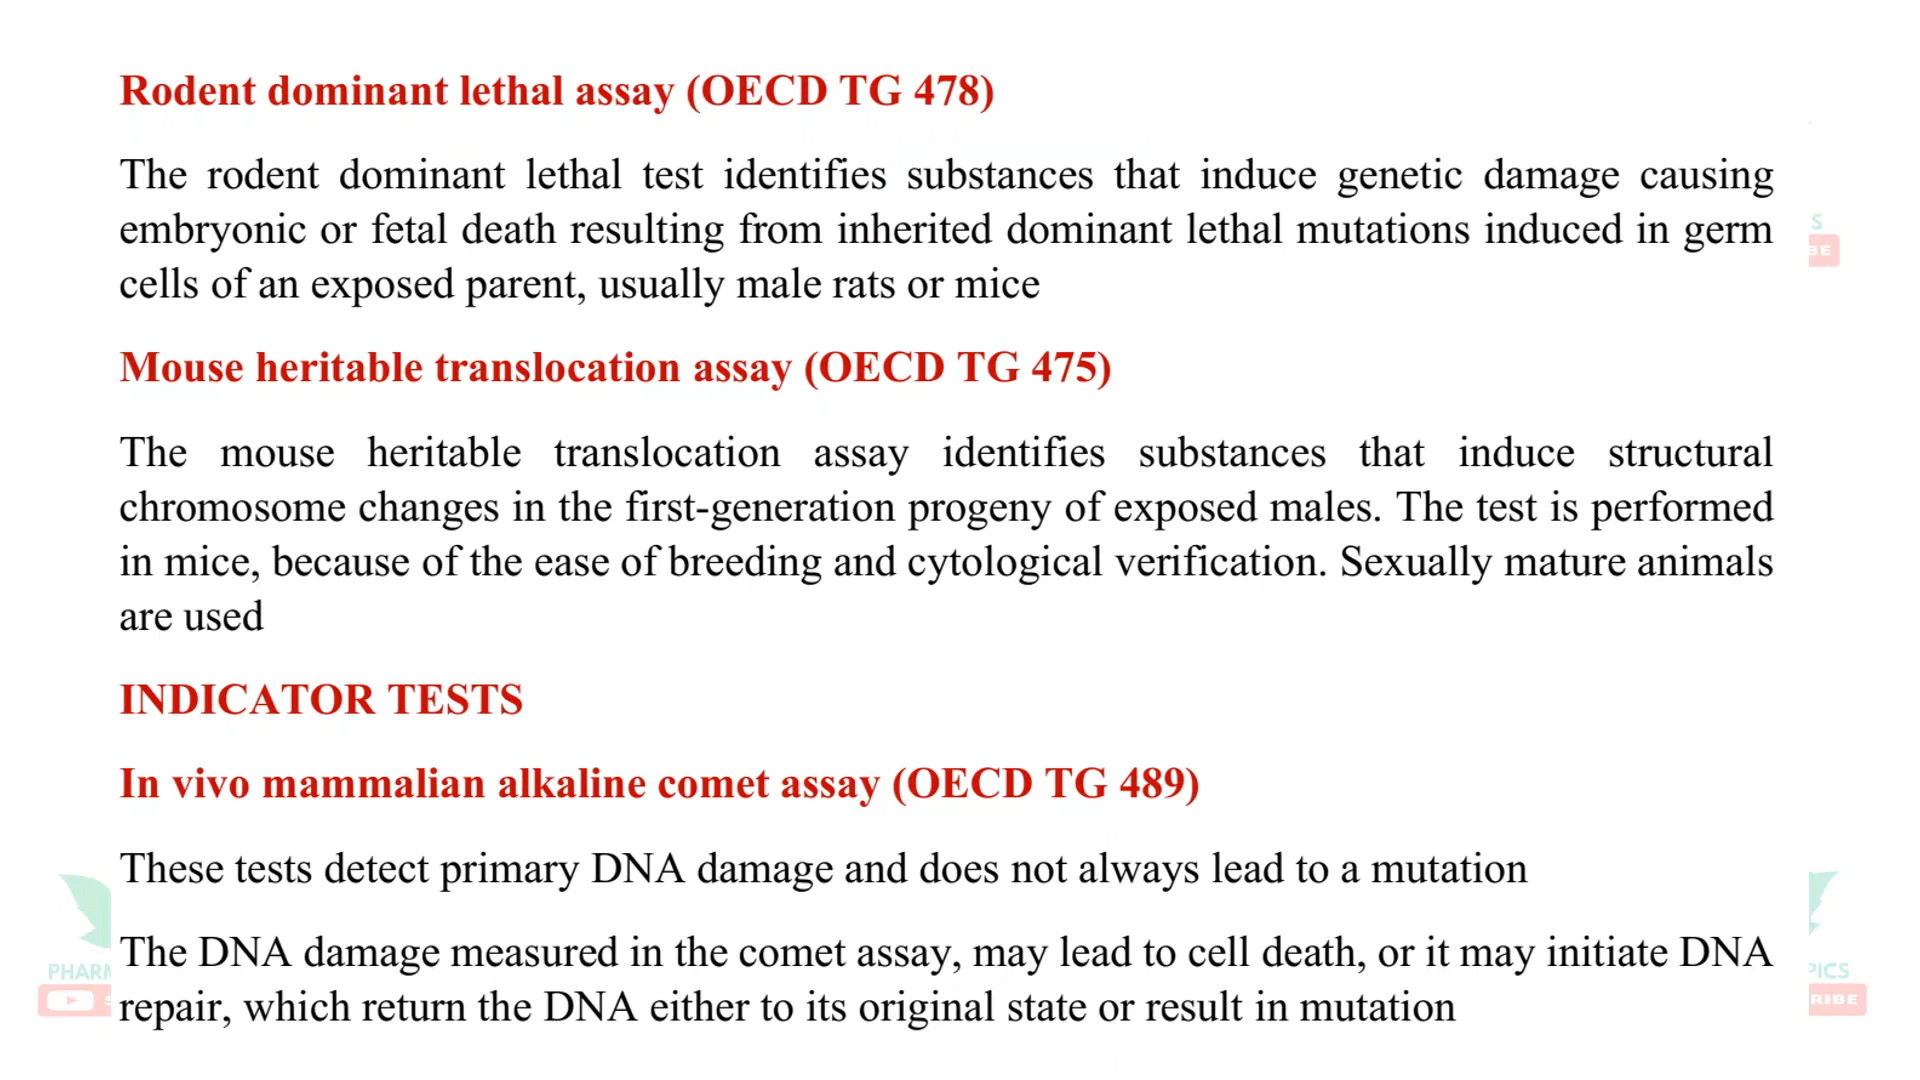 Rodent dominant lethal assay (OECD TG 478)
The rodent dominant lethal test identifies substances that induce genetic damage causing
embryonic or fetal death resulting from inherited dominant lethal mutations induced in germ
cells of an exposed parent, usually male rats or mice
Mouse heritable translocation assay (OECD TG 475)
The mouse heritable translocation assay identifies substances that induce structural
chromosome changes in the first-generation progeny of exposed males. The test is performed
in mice, because of the ease of breeding and cytological verification. Sexually mature animals
are used
INDICATOR TESTS
In vivo mammalian alkaline comet assay (OECD TG 489)
These tests detect primary DNA damage and does not always lead to a mutation
The DNA damage measured in the comet assay, may lead to cell death, or it may initiate DNA
repair, which return the DNA either to its original state or result in mutation